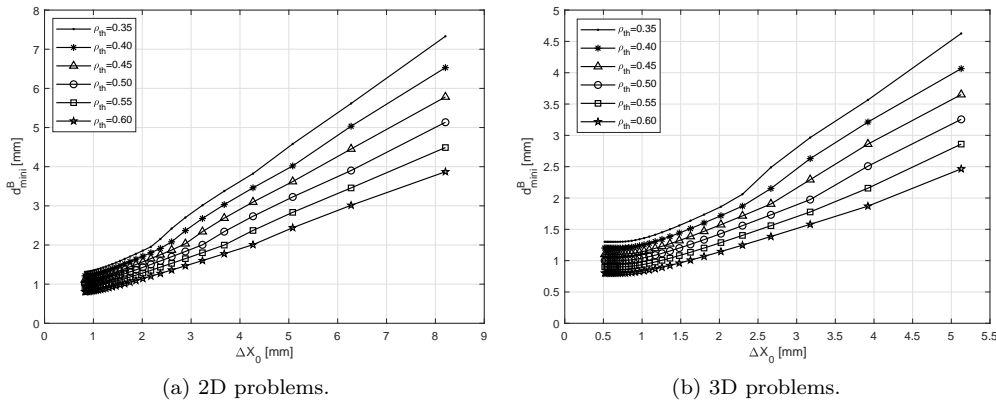 8
7
6
5
4
3
2
1
0
d^B_mini [mm]
0 1 2 3 4 5 6 7 8 9
ΔX_0 [mm]
ρ_th=0.35
ρ_th=0.40
ρ_th=0.45
ρ_th=0.50
ρ_th=0.55
ρ_th=0.60
(a) 2D problems.
5
4.5
4
3.5
3
2.5
2
1.5
1
0.5
0
d^B_mini [mm]
0 0.5 1 1.5 2 2.5 3 3.5 4 4.5 5 5.5
ΔX_0 [mm]
ρ_th=0.35
ρ_th=0.40
ρ_th=0.45
ρ_th=0.50
ρ_th=0.55
ρ_th=0.60
(b) 3D problems.